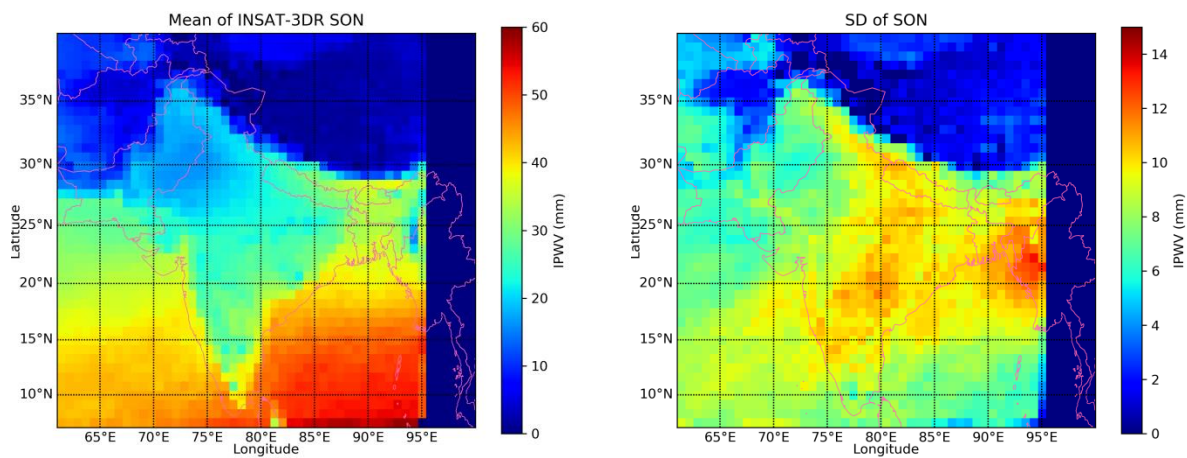 Mean of INSAT-3DR SON
60
50
40
30
20
10
0
IPWV (mm)
35°N
30°N
25°N
20°N
15°N
10°N
Latitude
65°E 70°E 75°E 80°E 85°E 90°E 95°E
Longitude
SD of SON
14
12
10
8
6
4
2
0
IPWV (mm)
35°N
30°N
25°N
20°N
15°N
10°N
Latitude
65°E 70°E 75°E 80°E 85°E 90°E 95°E
Longitude